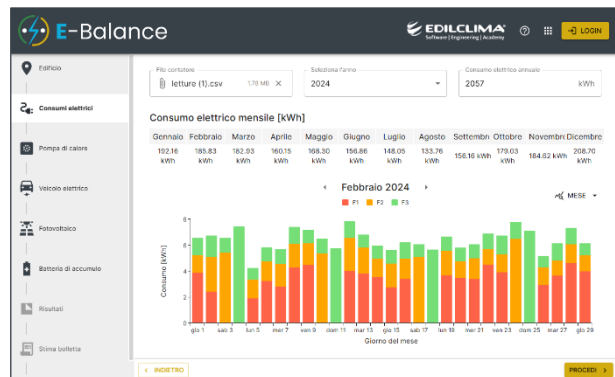 E-Balance
EDILCLIMA
Software | Engineering | Academy
LOGIN
Edificio
Consumi elettrici
Pompa di calore
Veicolo elettrico
Fotovoltaico
Batteria di accumulo
Risultati
Stima bolletta
File contatore
letture (1).csv 1.78 MB ×
Seleziona l'anno
2024
Consumo elettrico annuale
2057 kWh
Consumo elettrico mensile [kWh]
Gennaio Febbraio Marzo Aprile Maggio Giugno Luglio Agosto Settembre Ottobre Novembre Dicembre
192.16 kWh 185.83 kWh 182.93 kWh 160.15 kWh 168.30 kWh 156.86 kWh 148.05 kWh 133.76 kWh 156.16 kWh 179.03 kWh 184.62 kWh 208.70 kWh
Febbraio 2024
F1 F2 F3
MESE
Consumo [kWh]
8
6
4
2
0
gio 1 sab 3 lun 5 mer 7 ven 9 dom 11 mar 13 gio 15 sab 17 lun 19 mer 21 ven 23 dom 25 mar 27 gio 29
Giorno del mese
INDIETRO
PROCEDI